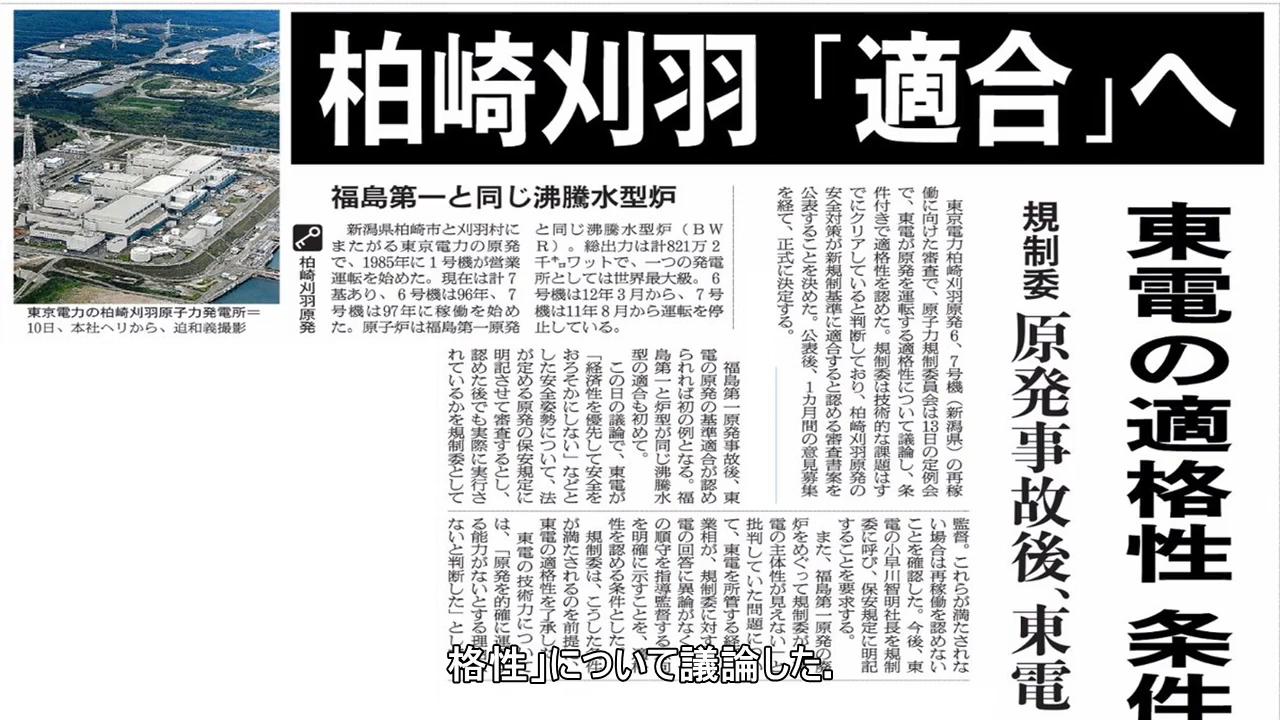 柏崎刈羽「適合」へ
東電の適格性 条件
規制委 原発事故後、東電
東京電力柏崎刈羽原発6、7号機(新潟県)の再稼
働に向けた審査で、原子力規制委員会は13日の定例会
で、東電が原発を運転する適格性について議論し、条
件付きで適格性を認めた。規制委は技術的な課題はす
でにクリアしていると判断しており、柏崎刈羽原発の
安全対策が新規制基準に適合すると認める審査書案を
公表することを決めた。公表後、1カ月間の意見募集
を経て、正式に決定する。
福島第一と同じ沸騰水型炉
柏崎刈羽原発
新潟県柏崎市と刈羽村に
またがる東京電力の原発
で、1985年に1号機が営業
運転を始めた。現在は計7
基あり、6号機は96年、7
号機は97年に稼働を始め
た。原子炉は福島第一原発
と同じ沸騰水型炉(BW
R)。総出力は計821万2
千㌔ワットで、一つの発電
所としては世界最大級。6
号機は12年3月から、7号
機は11年8月から運転を停
止している。
東京電力の柏崎刈羽原子力発電所=
10日、本社ヘリから、迫和義撮影
福島第一原発事故後、東
電の原発の基準適合が認め
られれば初の例となる。福
島第一と炉型が同じ沸騰水
型の適合も初めて。
この日の議論で、東電が
「経済性を優先して安全を
おろそかにしない」などと
した安全姿勢について、法
が定める原発の保安規定に
明記させて審査するとし、
認めた後でも実際に実行さ
れているかを規制委として
監督。これらが満たされな
い場合は再稼働を認めない
ことを確認した。今後、東
電の小早川智明社長を規制
委に呼び、保安規定に明記
することを要求する。
また、福島第一原発の廃
炉をめぐって規制委が
電の主体性が見えない」
批判していた問題に
て、東電を所管する経
業相が、規制委に対す
電の回答に異論がなく
の順守を指導監督する
を明確に示すことを、適
性を認める条件とした
規制委は、こうした条件
が満たされるのを前提
東電の適格性を了承し
東電の技術力につい
は、「原発を的確に運
る能力がないとする理
ないと判断した」とし
格性」について議論した.